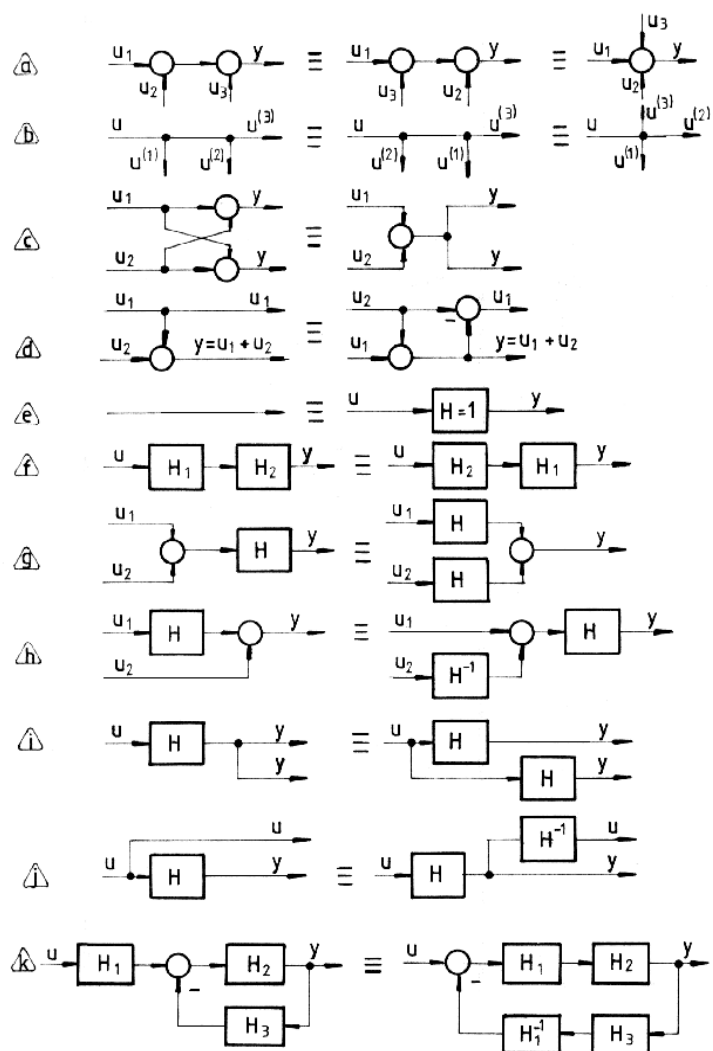 a u₁ u₂ u₃ y ≡ u₁ u₃ u₂ y ≡ u₃ u₁ u₂ y
b u u⁽¹⁾ u⁽²⁾ u⁽³⁾ ≡ u u⁽²⁾ u⁽¹⁾ u⁽³⁾ ≡ u u⁽³⁾ u⁽²⁾ u⁽¹⁾
c u₁ y ≡ u₁ y
u₂ y u₂ y
d u₁ u₁ ≡ u₂ - u₁
u₂ y=u₁+u₂ u₁ y=u₁+u₂
e ≡ u H=1 y
f u H₁ H₂ y ≡ u H₂ H₁ y
g u₁ H y ≡ u₁ H y
u₂ u₂ H
h u₁ H y ≡ u₁ H y
u₂ u₂ H⁻¹
i u H y ≡ u H y
y H y
j u ≡ H⁻¹ u
u H y u H y
k u H₁ - H₂ y ≡ u - H₁ H₂ y
H₃ H₁⁻¹ H₃